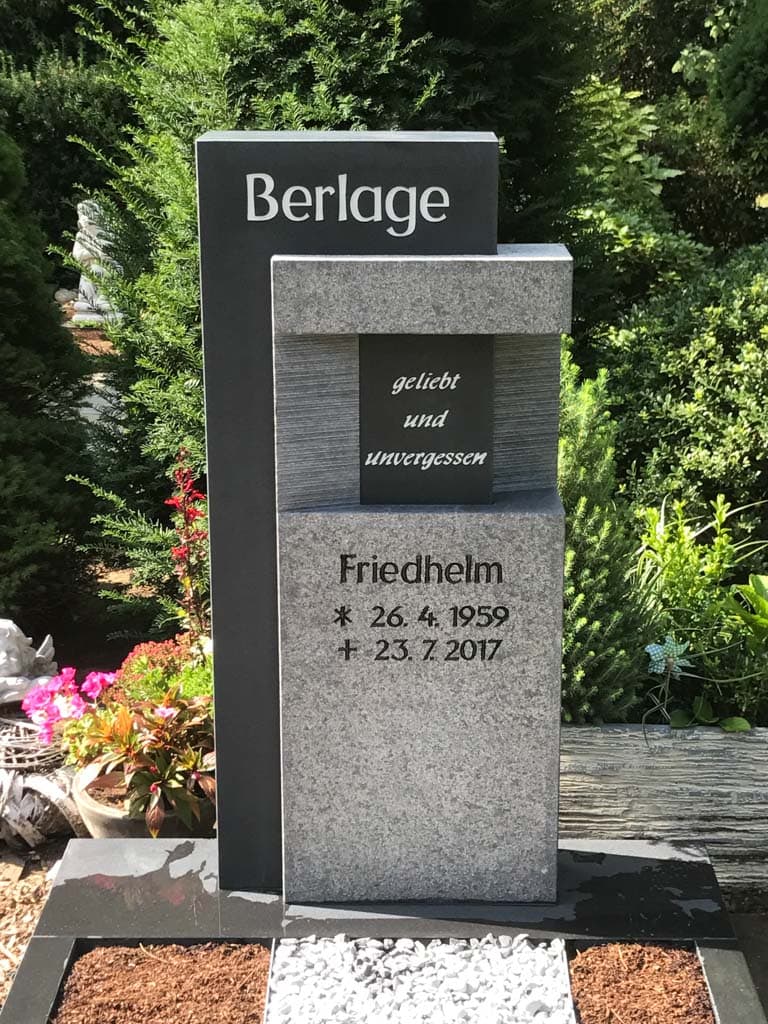 Berlage
geliebt
und
unvergessen
Friedhelm
* 26. 4. 1959
† 23. 7. 2017